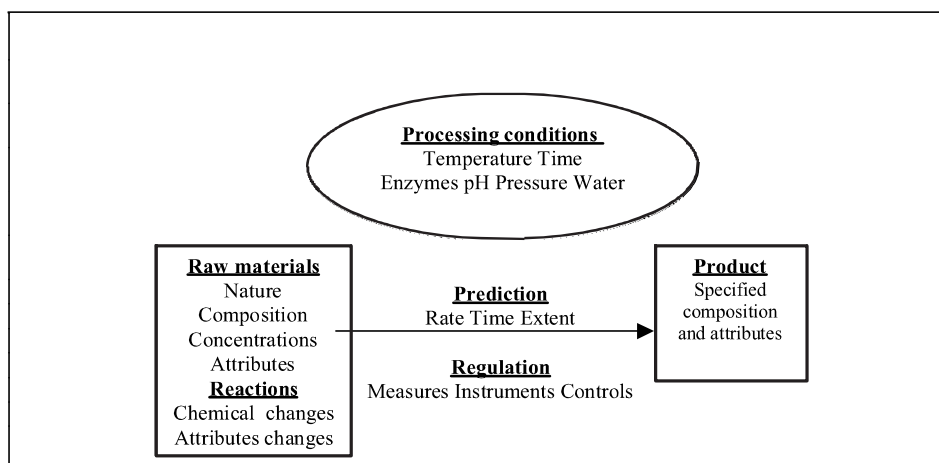 Processing conditions
Temperature Time
Enzymes pH Pressure Water
Raw materials
Nature
Composition
Concentrations
Attributes
Reactions
Chemical changes
Attributes changes
Prediction
Rate Time Extent
Regulation
Measures Instruments Controls
Product
Specified
composition
and attributes